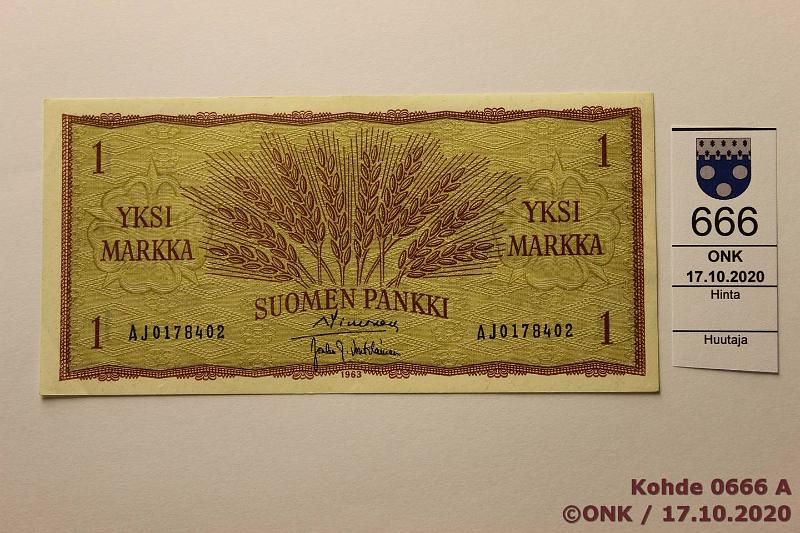 1
1
YKSI
MARKKA
YKSI
MARKKA
SUOMEN PANKKI
1
AJ0178402
AJ0178402
1
1963
666
ONK
17.10.2020
Hinta
Huutaja
Kohde 0666 A
©ONK / 17.10.2020